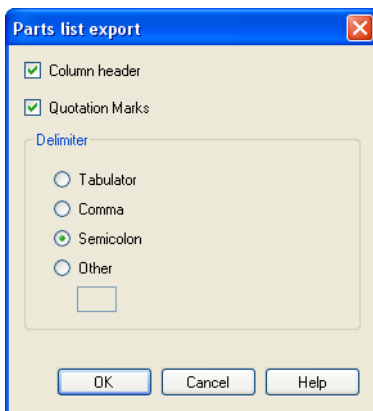 Parts list export
Column header
Quotation Marks
Delimiter
Tabulator
Comma
Semicolon
Other
OK Cancel Help